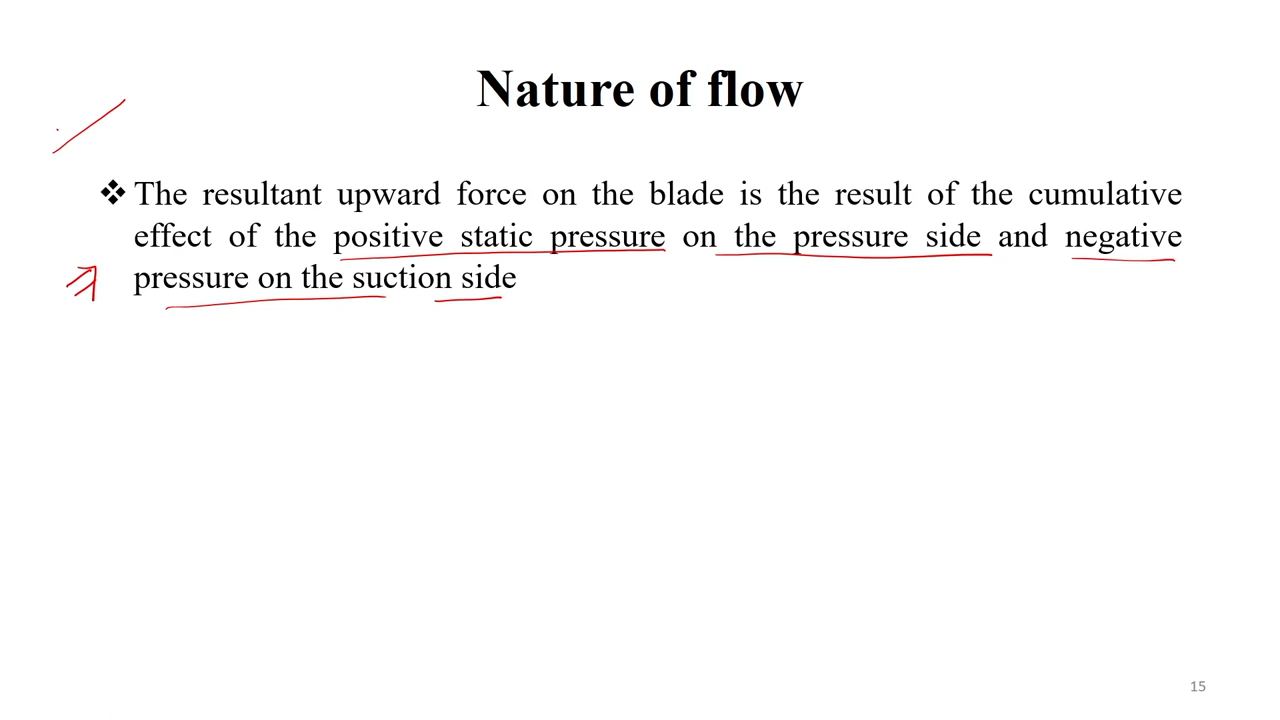 Nature of flow
❖ The resultant upward force on the blade is the result of the cumulative
effect of the positive static pressure on the pressure side and negative
pressure on the suction side
15